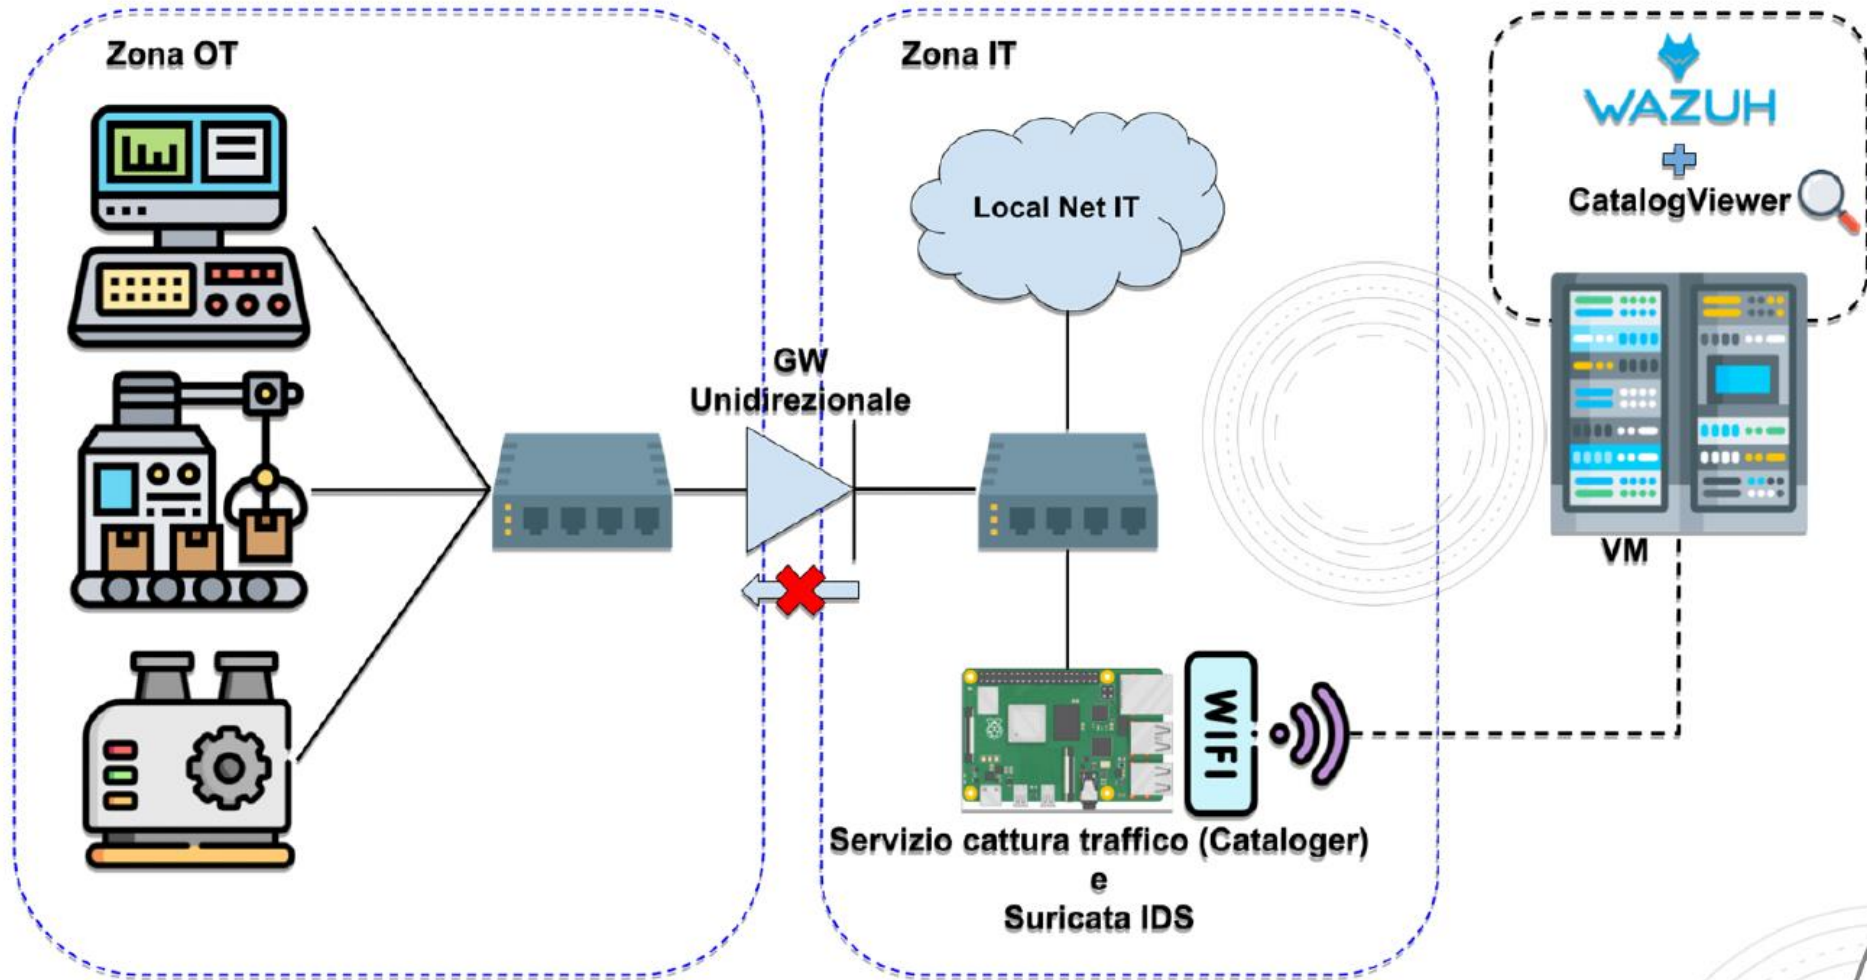 Zona OT
Zona IT
WAZUH
CatalogViewer
Local Net IT
GW
Unidirezionale
VM
WIFI
Servizio cattura traffico (Cataloger)
e
Suricata IDS